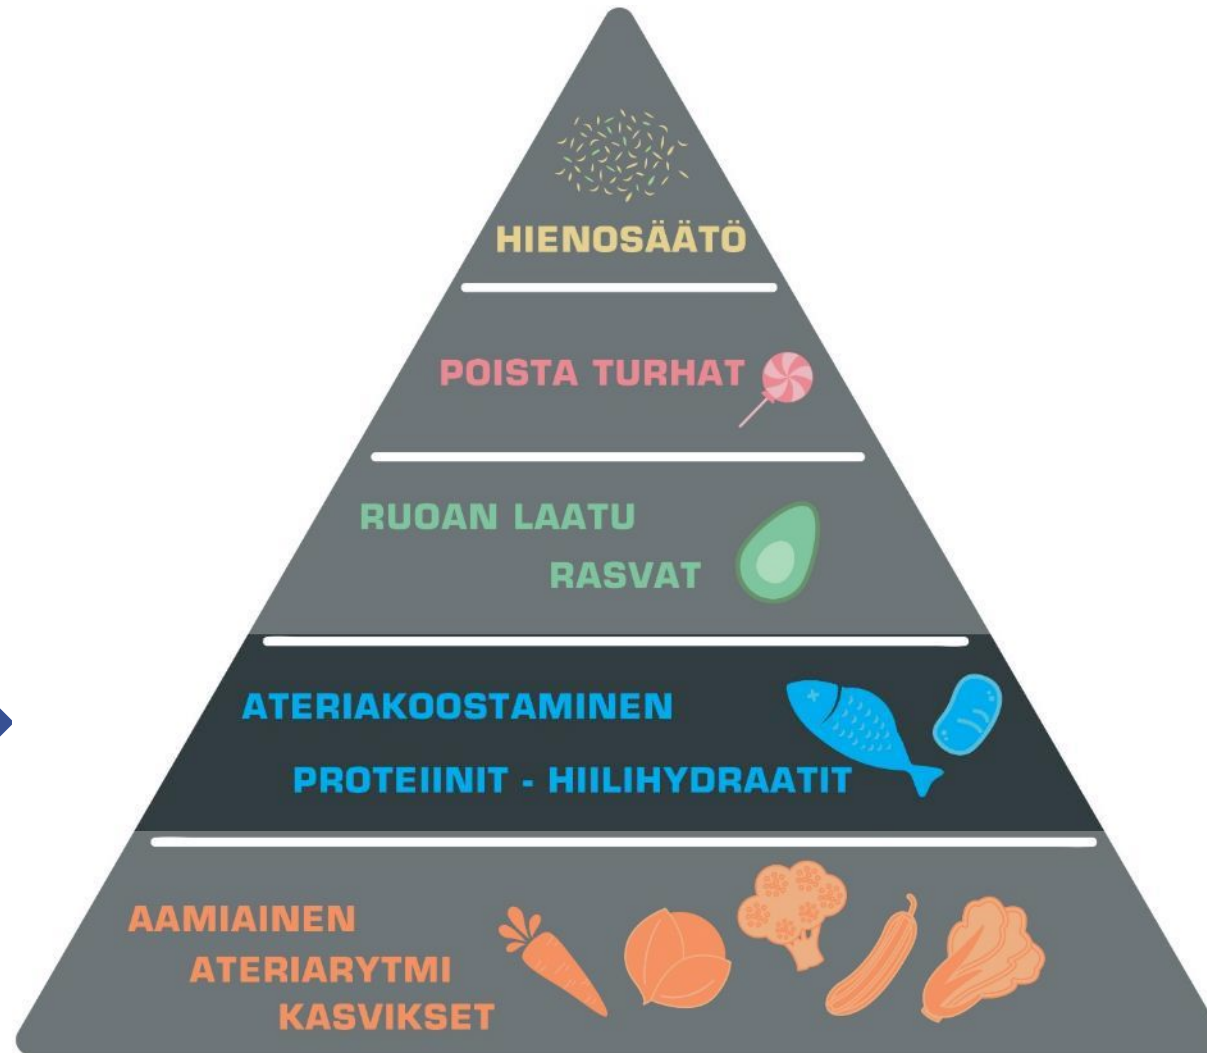 HIENOSÄÄTÖ
POISTA TURHAT
RUOAN LAATU
RASVAT
ATERIAKOOSTAMINEN
PROTEIINIT - HIILIHYDRAATIT
AAMIAINEN
ATERIARYTMI
KASVIKSET